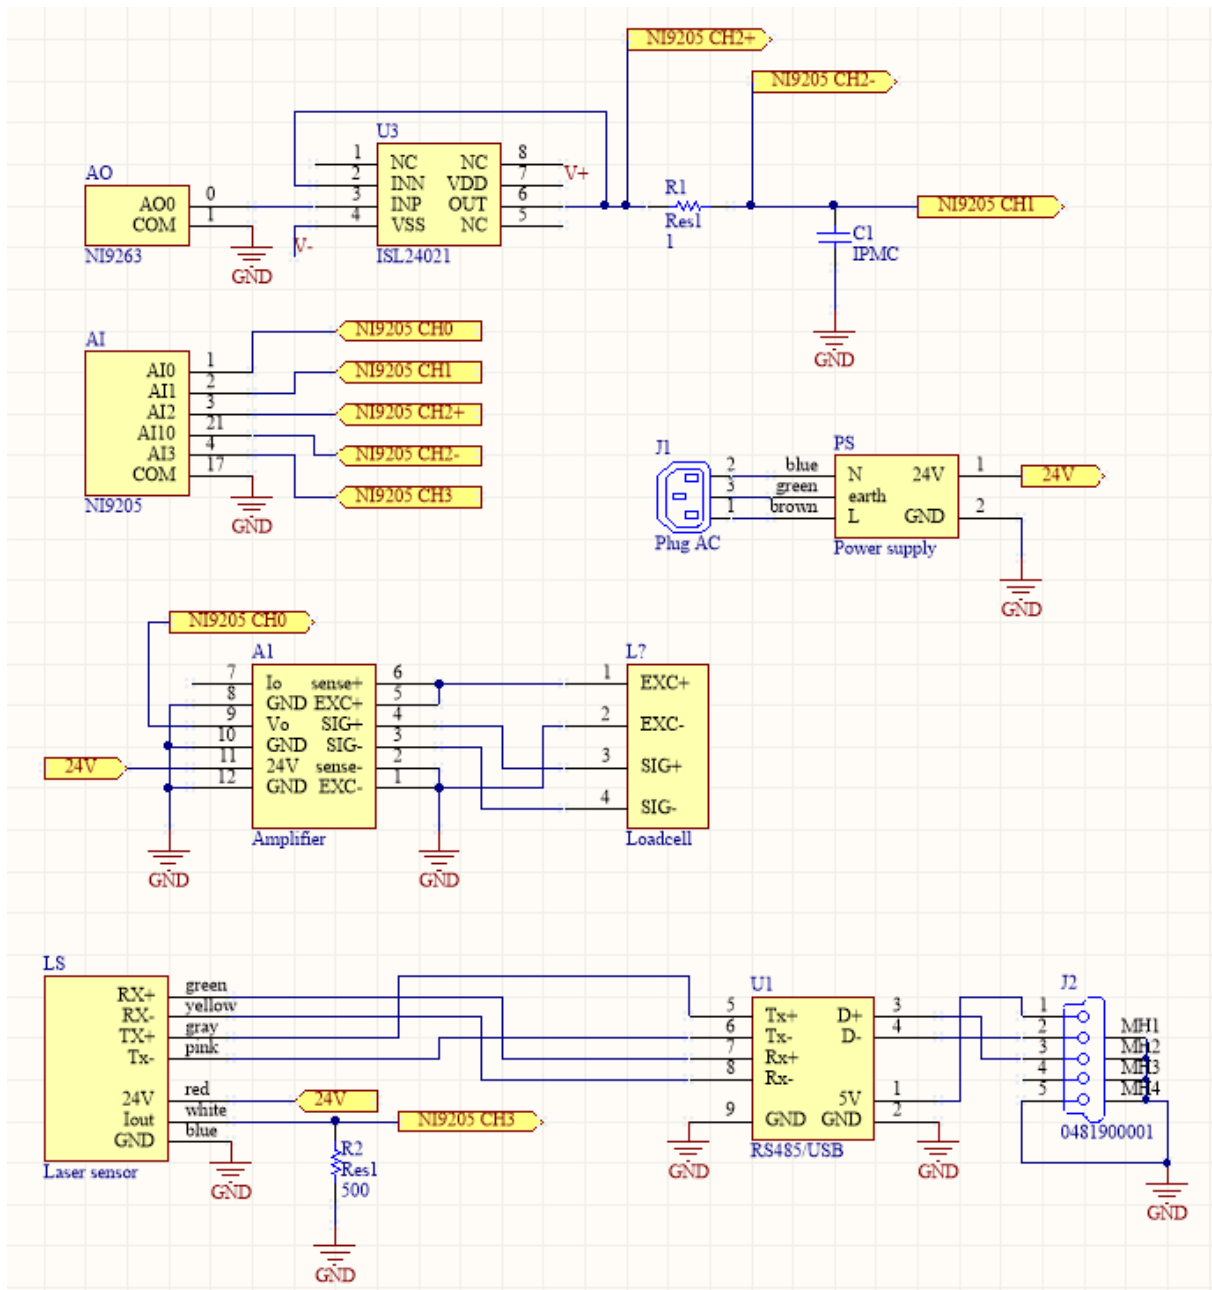 NI9205 CH2+
NI9205 CH2-
U3
1 NC NC 8
2 INN VDD 7 V+
3 INP OUT 6
4 VSS NC 5
V-
ISL24021
AO
AO0 0
COM 1
NI9263
GND
R1
Res1
1
NI9205 CH1
C1
IPMC
GND
AI
AI0 1
AI1 2
AI2 3
AI10 21
AI3 4
COM 17
NI9205
GND
NI9205 CH0
NI9205 CH1
NI9205 CH2+
NI9205 CH2-
NI9205 CH3
J1
2 blue
3 green
1 brown
Plug AC
PS
N 24V 1
earth
L GND 2
Power supply
24V
GND
NI9205 CH0
A1
7 Io sense+ 6
8 GND EXC+ 5
9 Vo SIG+ 4
10 GND SIG- 3
11 24V sense- 2
12 GND EXC- 1
Amplifier
24V
GND
GND
L?
1 EXC+
2 EXC-
3 SIG+
4 SIG-
Loadcell
LS
RX+ green
RX- yellow
TX+ gray
Tx- pink
24V red
Iout white
GND blue
Laser sensor
GND
24V
NI9205 CH3
R2
Res1
500
GND
U1
5 Tx+ D+ 3
6 Tx- D- 4
7 Rx+
8 Rx-
5V 1
9 GND GND 2
RS485/USB
GND
GND
J2
1
2 MH1
3 MH2
4 MH3
5 MH4
0481900001
GND